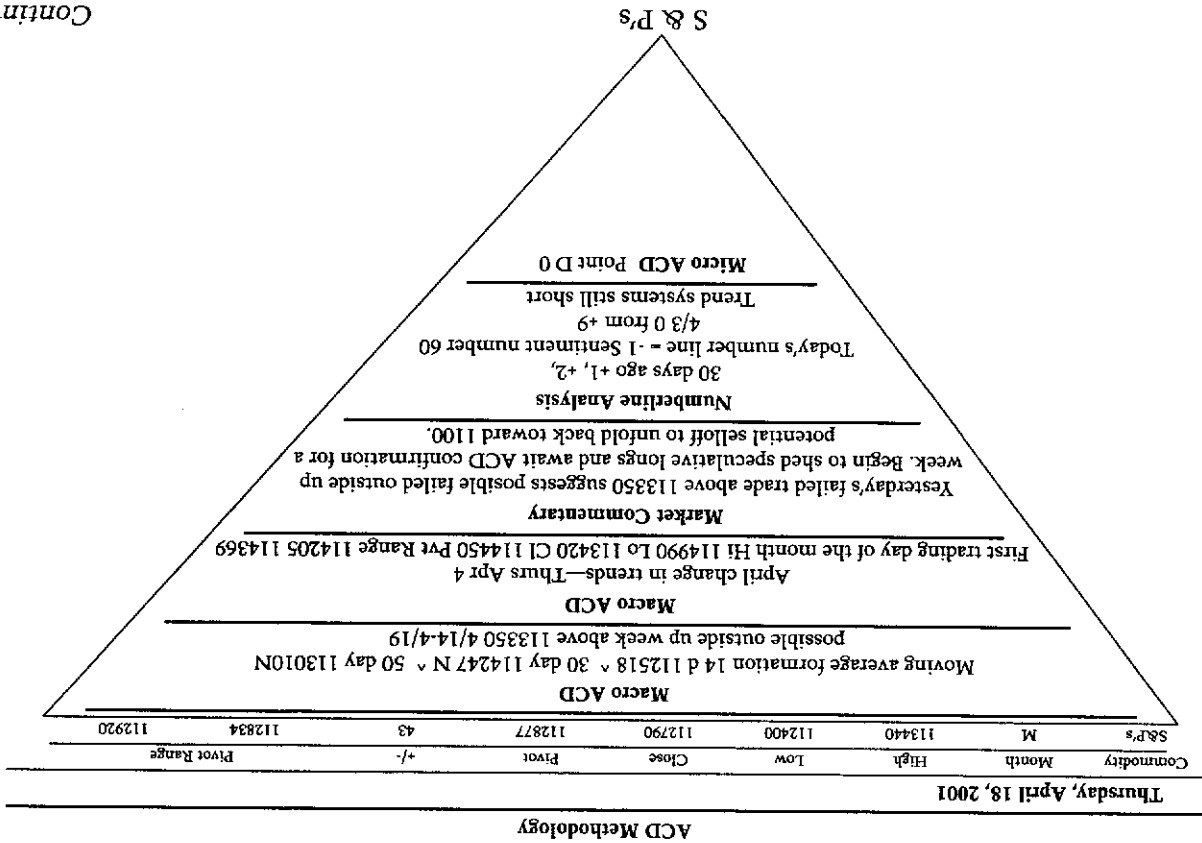 ACD Methodology
Thursday, April 18, 2001
Commodity Month High Low Close Pivot +/- Pivot Range
S&P's M 113440 112400 112790 112877 43 112834 112920
Macro ACD
Moving average formation 14 d 112518 ^ 30 day 114247 N ^ 50 day 113010N
possible outside up week above 113350 4/14-4/19
Macro ACD
April change in trends—Thurs Apr 4
First trading day of the month Hi 114990 Lo 113420 Cl 114450 Pvt Range 114205 114369
Market Commentary
Yesterday's failed trade above 113350 suggests posible failed outside up
week. Begin to shed speculative longs and await ACD confirmation for a
potential selloff to unfold back toward 1100.
Numberline Analysis
30 days ago +1, +2,
Today's number line = -1 Sentiment number 60
4/3 0 from +9
Trend systems still short
Micro ACD Point D 0
S & P's
Continu